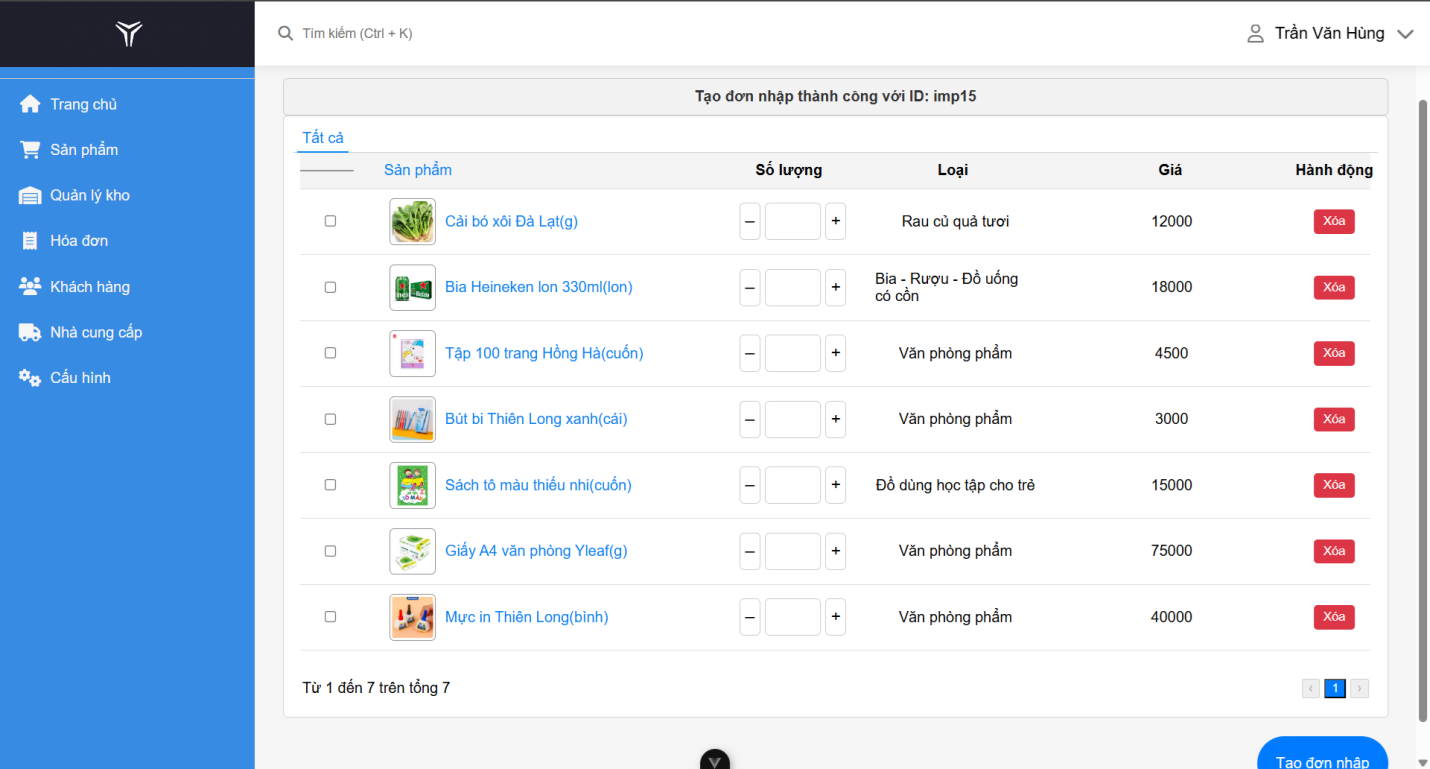 Tìm kiếm (Ctrl + K)
Trần Văn Hùng
Trang chủ
Sản phẩm
Quản lý kho
Hóa đơn
Khách hàng
Nhà cung cấp
Cấu hình
Tạo đơn nhập thành công với ID: imp15
Tất cả
Sản phẩm Số lượng Loại Giá Hành động
Cải bó xôi Đà Lạt(g) – + Rau củ quả tươi 12000 Xóa
Bia Heineken lon 330ml(lon) – + Bia - Rượu - Đồ uống có cồn 18000 Xóa
Tập 100 trang Hồng Hà(cuốn) – + Văn phòng phẩm 4500 Xóa
Bút bi Thiên Long xanh(cái) – + Văn phòng phẩm 3000 Xóa
Sách tô màu thiếu nhi(cuốn) – + Đồ dùng học tập cho trẻ 15000 Xóa
Giấy A4 văn phòng Yleaf(g) – + Văn phòng phẩm 75000 Xóa
Mực in Thiên Long(bình) – + Văn phòng phẩm 40000 Xóa
Từ 1 đến 7 trên tổng 7
‹ 1 ›
Tạo đơn nhập